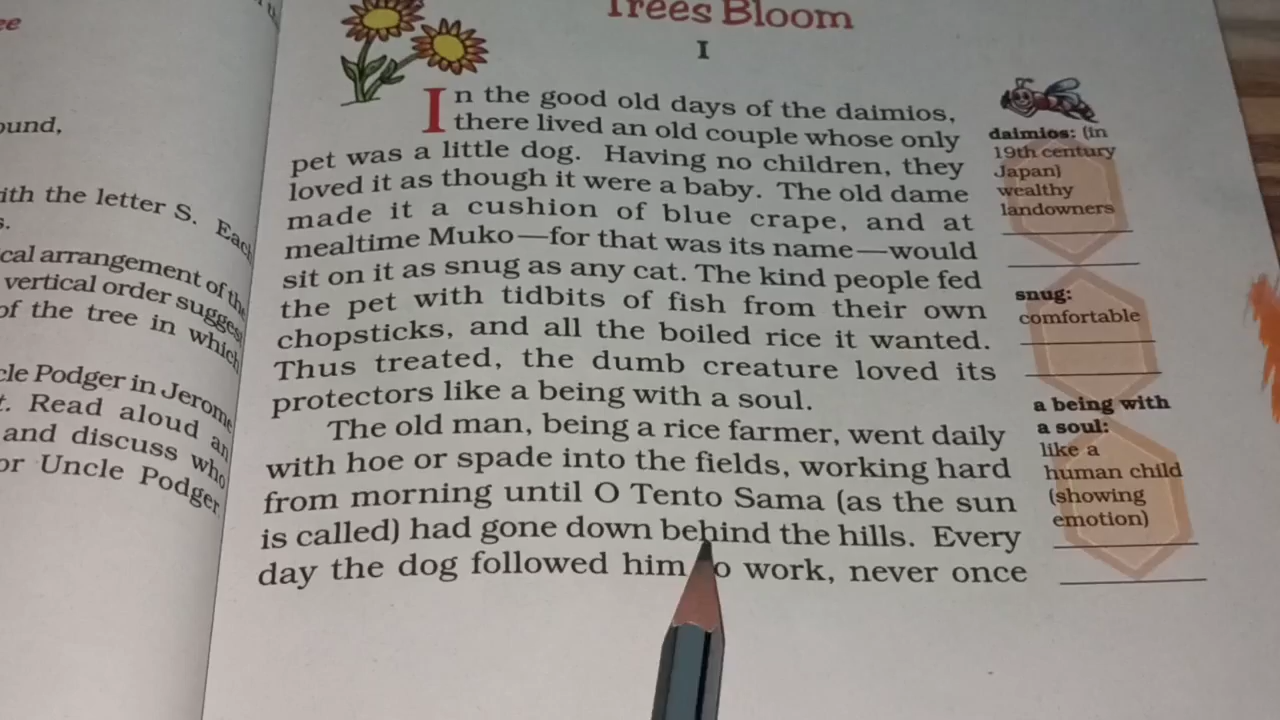 ee
ound,
ith the letter S. Each
s.
cal arrangement of the
vertical order suggest
of the tree in which
cle Podger in Jerome
t. Read aloud an
and discuss who
or Uncle Podger
Trees Bloom
I
In the good old days of the daimios,
there lived an old couple whose only
pet was a little dog. Having no children, they
loved it as though it were a baby. The old dame
made it a cushion of blue crape, and at
mealtime Muko—for that was its name—would
sit on it as snug as any cat. The kind people fed
the pet with tidbits of fish from their own
chopsticks, and all the boiled rice it wanted.
Thus treated, the dumb creature loved its
protectors like a being with a soul.
The old man, being a rice farmer, went daily
with hoe or spade into the fields, working hard
from morning until O Tento Sama (as the sun
is called) had gone down behind the hills. Every
day the dog followed him o work, never once
daimios: (in
19th century
Japan)
wealthy
landowners
snug:
comfortable
a being with
a soul:
like a
human child
(showing
emotion)